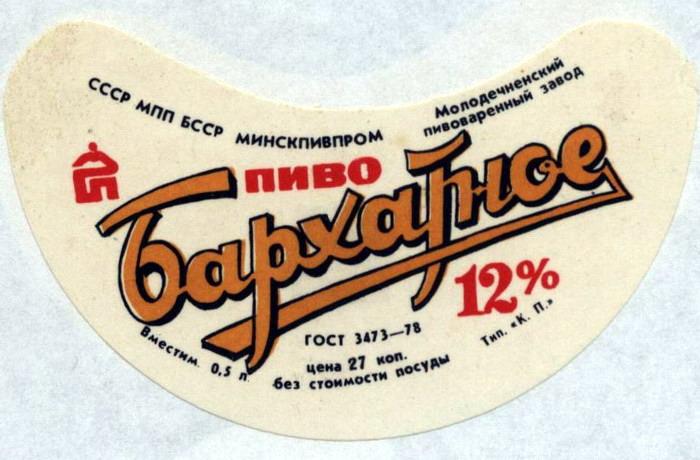 СССР МПП БССР МИНСКПИВПРОМ
Молодечненский
пивоваренный завод
ПИВО
Бархатное
12%
Вместим. 0,5 л.
ГОСТ 3473—78
Тип. «К. П.»
цена 27 коп.
без стоимости посуды